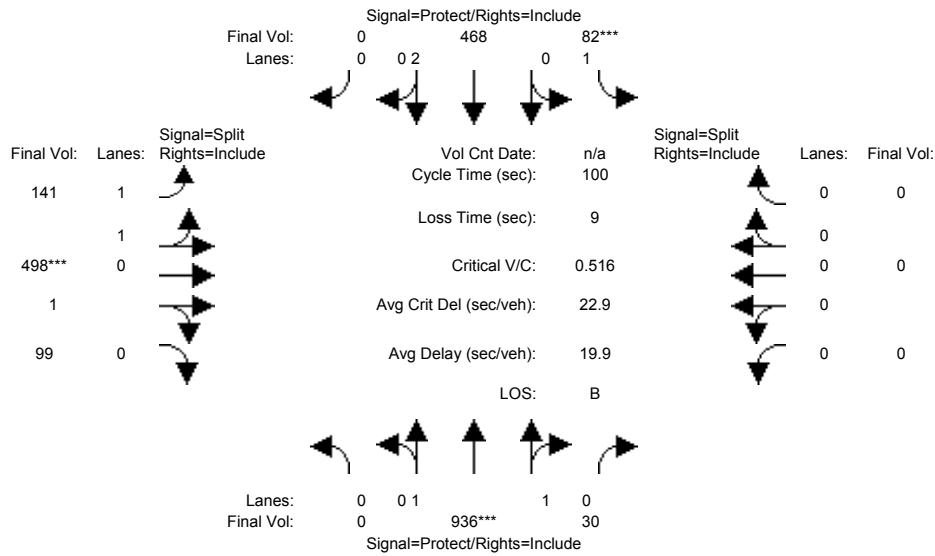 Signal=Protect/Rights=Include
Final Vol: 0 468 82***
Lanes: 0 0 2 0 1
Signal=Split
Final Vol: Lanes: Rights=Include
Vol Cnt Date: n/a
Signal=Split
Rights=Include Lanes: Final Vol:
Cycle Time (sec): 100
141 1 0 0
Loss Time (sec): 9
1 0
498*** 0 Critical V/C: 0.516 0 0
1 0 Avg Crit Del (sec/veh): 22.9 0
99 0 Avg Delay (sec/veh): 19.9 0 0
LOS: B
Lanes: 0 0 1 1 0
Final Vol: 0 936*** 30
Signal=Protect/Rights=Include